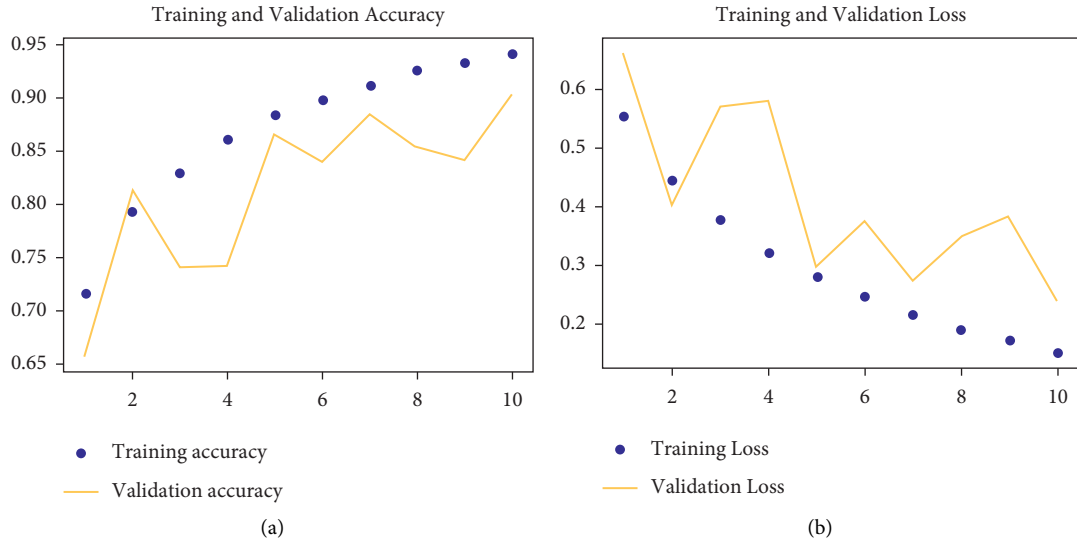 Training and Validation Accuracy
0.95
0.90
0.85
0.80
0.75
0.70
0.65
2 4 6 8 10
Training accuracy
Validation accuracy
(a)
Training and Validation Loss
0.6
0.5
0.4
0.3
0.2
2 4 6 8 10
Training Loss
Validation Loss
(b)